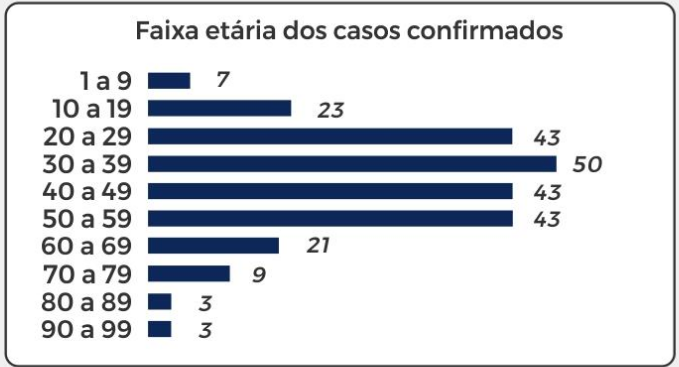 Faixa etária dos casos confirmados
1 a 9 7
10 a 19 23
20 a 29 43
30 a 39 50
40 a 49 43
50 a 59 43
60 a 69 21
70 a 79 9
80 a 89 3
90 a 99 3